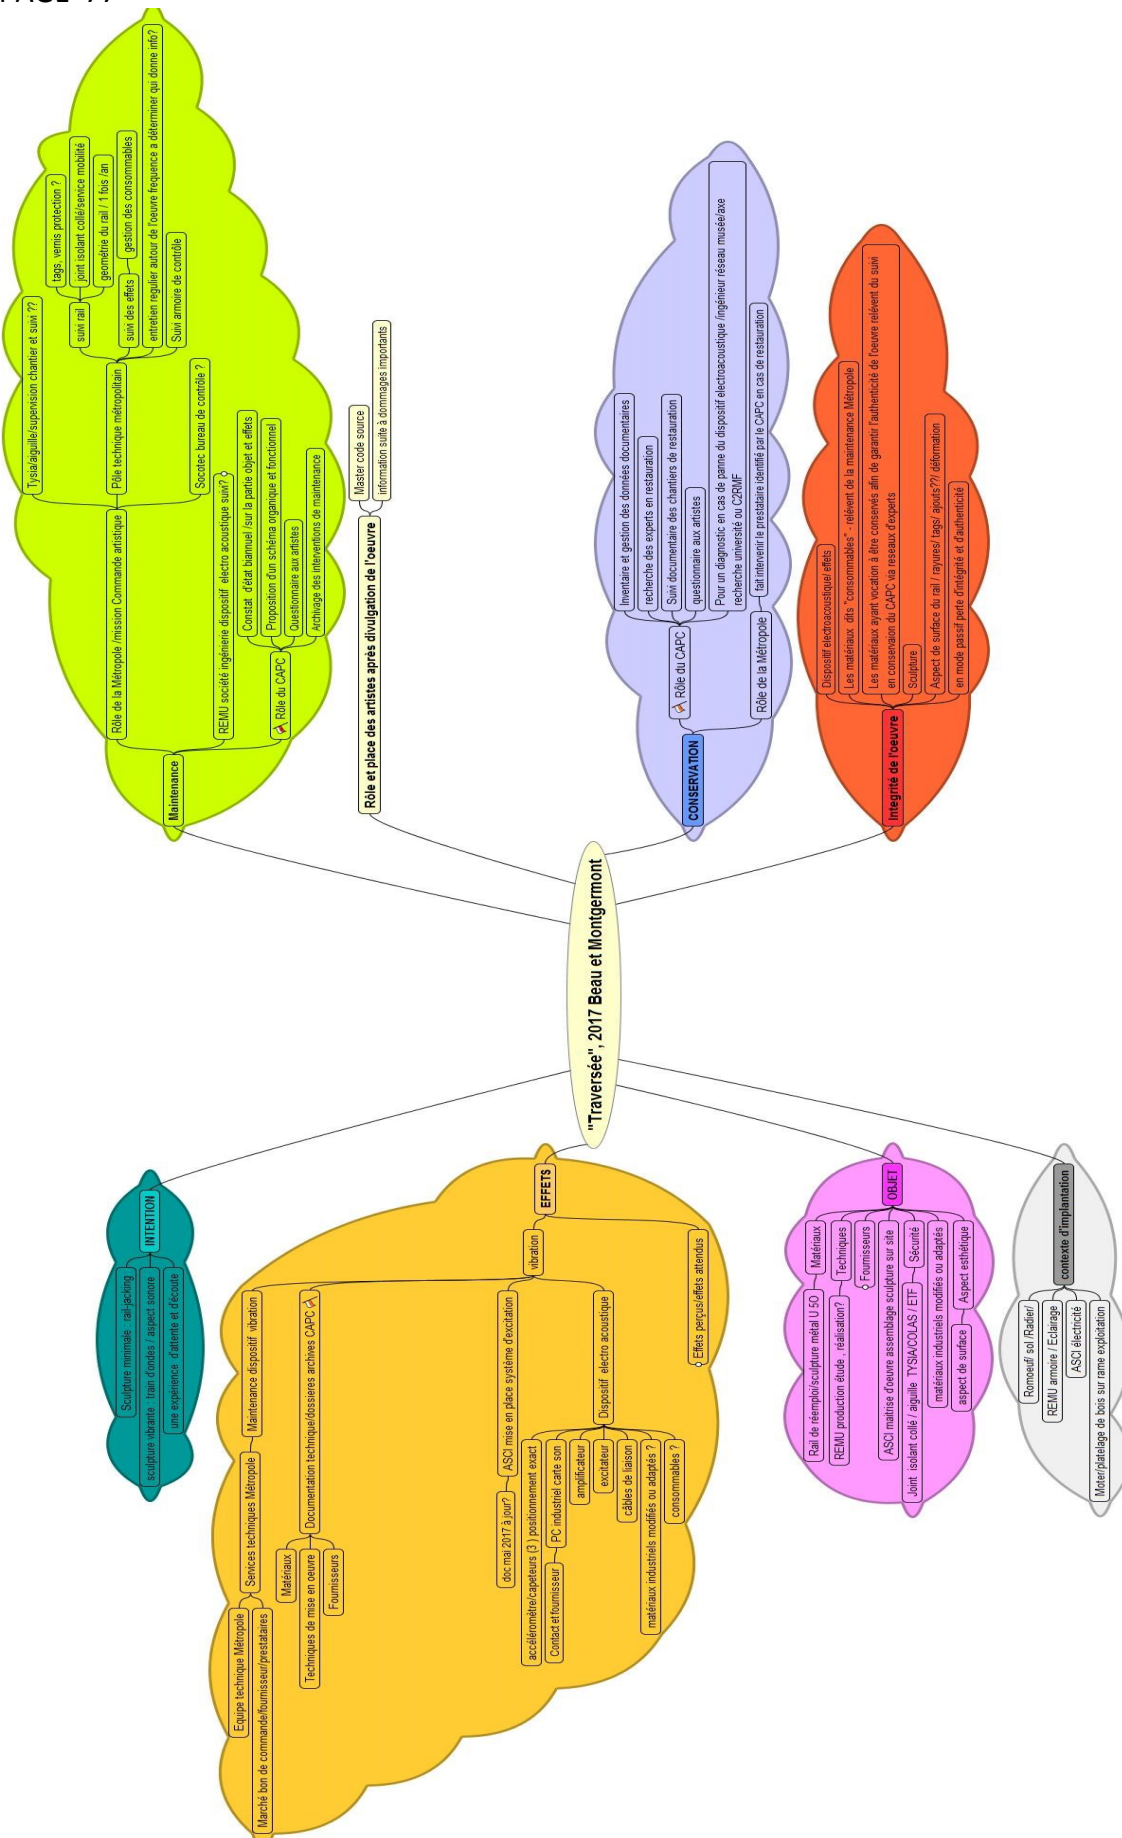 "Traversée", 2017 Beau et Montgermont
Maintenance
Rôle de la Métropole /mission Commande artistique
Tysia/aiguille/supervision chantier et suivi ??
Pôle technique métropolitain
suivi rail
tags, vernis protection ?
joint isolant collé/service mobilité
geométrie du rail / 1 fois /an
suivi des effets
gestion des consommables
entretien regulier autour de l'oeuvre frequence a déterminer qui donne info?
Suivi armoire de contrôle
Socotec bureau de contrôle ?
REMU société ingénierie dispositif electro acoustique suivi?
Rôle du CAPC
Constat d'état biannuel /sur la partie objet et effets
Proposition d'un schéma organique et fonctionnel
Questionnaire aux artistes
Archivage des interventions de maintenance
Rôle et place des artistes après divulgation de l'oeuvre
Master code source
information suite à dommages importants
CONSERVATION
Rôle du CAPC
Inventaire et gestion des données documentaires
recherche des experts en restauration
Suivi documentaire des chantiers de restauration
questionnaire aux artistes
Pour un diagnostic en cas de panne du dispositif electroacoustique /ingénieur réseau musée/axe
recherche université ou C2RMF
Rôle de la Métropole
fait intervenir le prestataire identifié par le CAPC en cas de restauration
Integrité de l'oeuvre
Dispositif electroacoustique/ effets
Les matériaux dits "consommables" - relèvent de la maintenance Métropole
Les matériaux ayant vocation à être conservés afin de garantir l'authenticité de l'oeuvre relévent du suivi
en conservaion du CAPC via reseaux d'experts
Sculpture
Aspect de surface du rail / rayures/ tags/ ajouts??/ déformation
en mode passif perte d'intégrité et d'authenticité
INTENTION
Sculpture minimale : rail-jacking
sculpture vibrante : train d'ondes / aspect sonore
une expérience d'attente et d'écoute
EFFETS
vibration
Maintenance dispositif vibration
Services techniques Métropole
Equipe technique Métropole
Marché bon de commande/fournisseur/prestataires
Documentation technique/dossieres archives CAPC
Matériaux
Techniques de mise en oeuvre
Fournisseurs
ASCI mise en place système d'excitation
doc mai 2017 à jour?
Dispositif electro acoustique
accéléromètre/capeteurs (3 ) positionnement exact
PC industriel carte son
Contact et fournisseur
amplificateur
excitateur
câbles de liaison
matériaux industriels modifiés ou adaptés ?
consommables ?
Effets perçus/effets attendus
OBJET
Matériaux
Rail de réemploi/sculpture métal U 5O
Techniques
REMU production étude , réalisation?
Fournisseurs
ASCI maitrise d'oeuvre assemblage sculpture sur site
Sécurité
Joint isolant collé / aiguille TYSIA/COLAS / ETF
matériaux industriels modifiés ou adaptés
Aspect esthétique
aspect de surface
contexte d'implantation
Romoeuf/ sol /Radier/
REMU armoire / Eclairage
ASCI électricité
Moter/platelage de bois sur rame exploitation